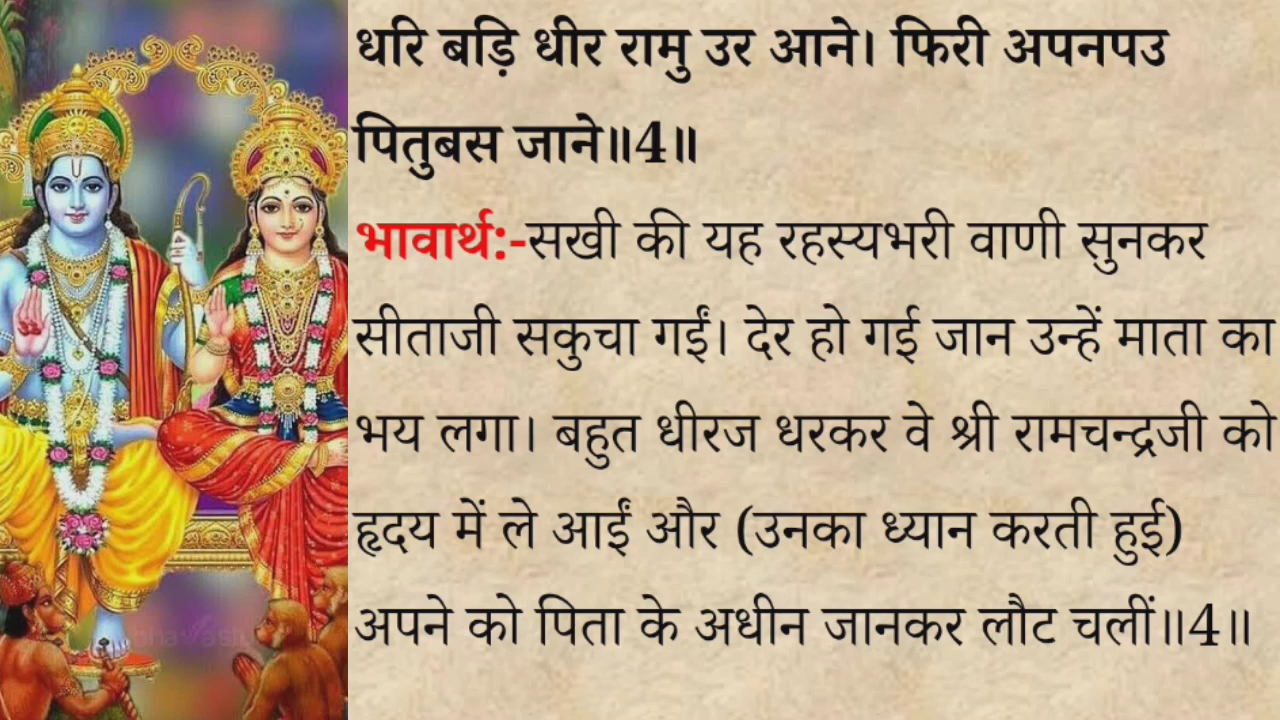 धरि बड़ि धीर रामु उर आने। फिरी अपनपउ
पितुबस जाने॥4॥
भावार्थ:-सखी की यह रहस्यभरी वाणी सुनकर
सीताजी सकुचा गईं। देर हो गई जान उन्हें माता का
भय लगा। बहुत धीरज धरकर वे श्री रामचन्द्रजी को
हृदय में ले आईं और (उनका ध्यान करती हुई)
अपने को पिता के अधीन जानकर लौट चलीं॥4॥